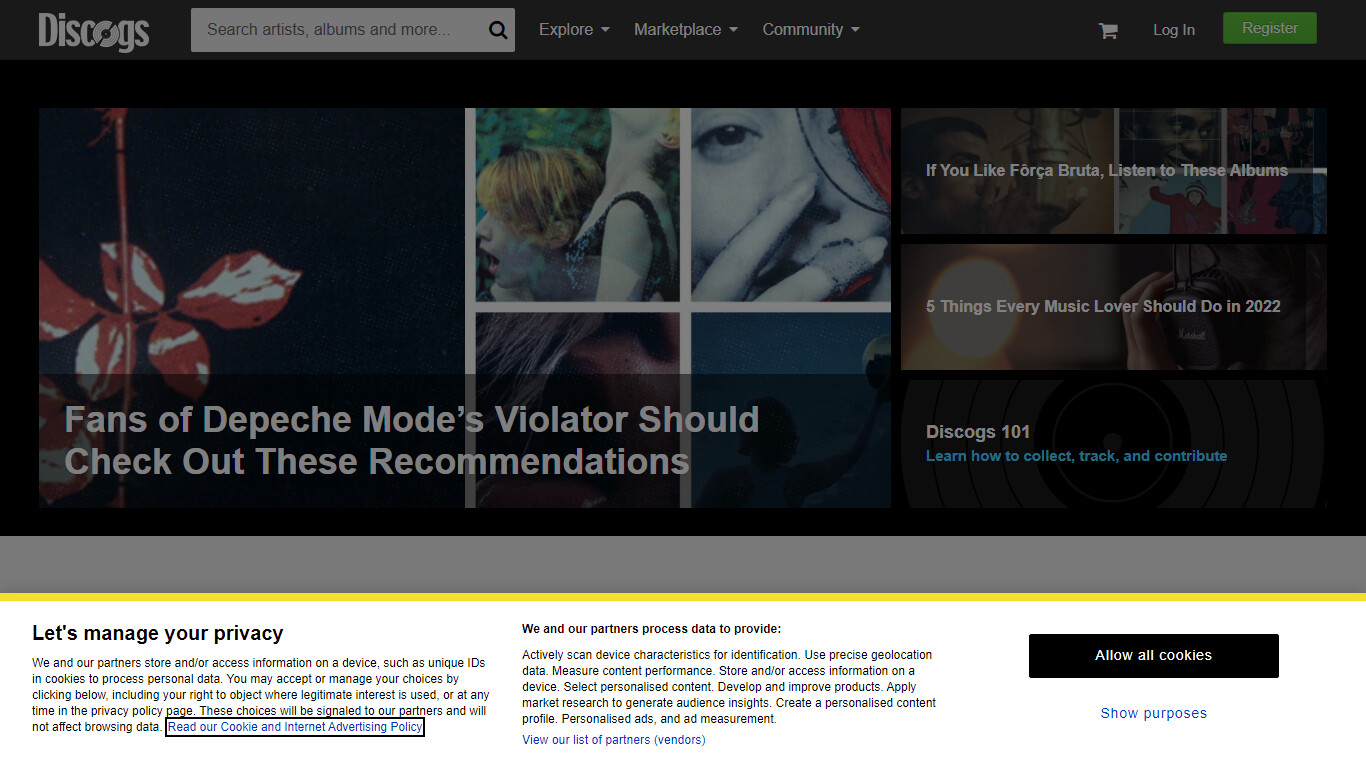 Discogs
Search artists, albums and more...
Explore
Marketplace
Community
Log In
Register
Fans of Depeche Mode’s Violator Should
Check Out These Recommendations
If You Like Fôrça Bruta, Listen to These Albums
5 Things Every Music Lover Should Do in 2022
Marshall
Discogs 101
Learn how to collect, track, and contribute
Let's manage your privacy
We and our partners store and/or access information on a device, such as unique IDs
in cookies to process personal data. You may accept or manage your choices by
clicking below, including your right to object where legitimate interest is used, or at any
time in the privacy policy page. These choices will be signaled to our partners and will
not affect browsing data. Read our Cookie and Internet Advertising Policy
We and our partners process data to provide:
Actively scan device characteristics for identification. Use precise geolocation
data. Measure content performance. Store and/or access information on a
device. Select personalised content. Develop and improve products. Apply
market research to generate audience insights. Create a personalised content
profile. Personalised ads, and ad measurement.
View our list of partners (vendors)
Allow all cookies
Show purposes